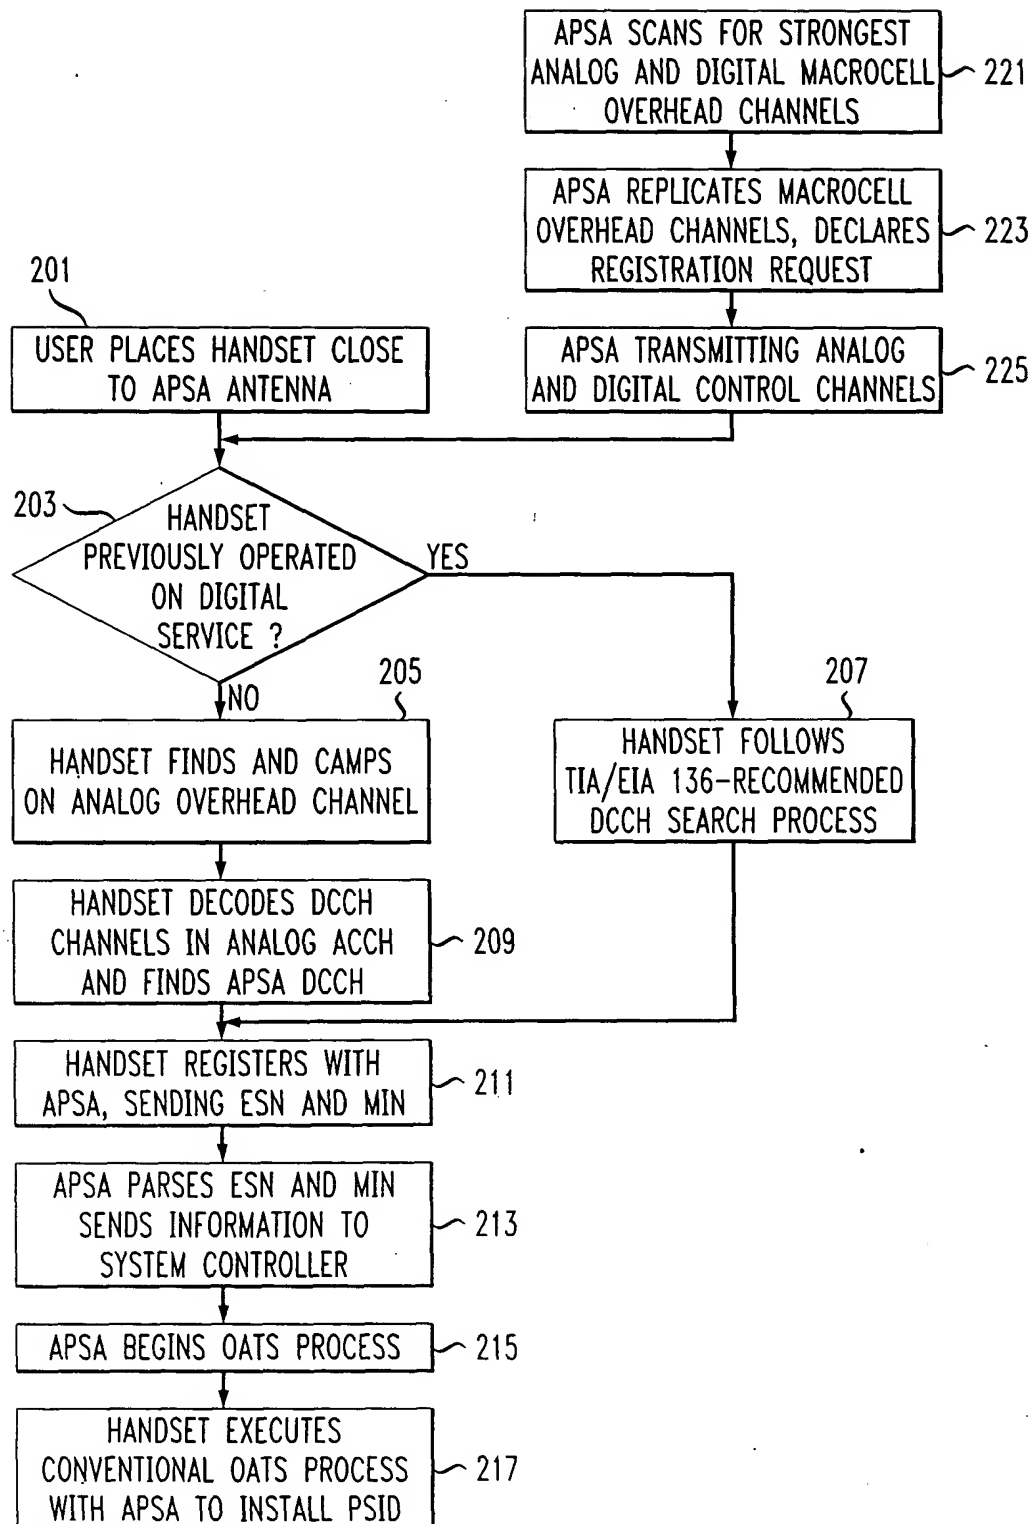 APSA SCANS FOR STRONGEST
ANALOG AND DIGITAL MACROCELL
OVERHEAD CHANNELS
221
APSA REPLICATES MACROCELL
OVERHEAD CHANNELS, DECLARES
REGISTRATION REQUEST
223
201
USER PLACES HANDSET CLOSE
TO APSA ANTENNA
APSA TRANSMITTING ANALOG
AND DIGITAL CONTROL CHANNELS
225
203
HANDSET
PREVIOUSLY OPERATED
ON DIGITAL
SERVICE ?
YES
NO
205
HANDSET FINDS AND CAMPS
ON ANALOG OVERHEAD CHANNEL
207
HANDSET FOLLOWS
TIA/EIA 136-RECOMMENDED
DCCH SEARCH PROCESS
HANDSET DECODES DCCH
CHANNELS IN ANALOG ACCH
AND FINDS APSA DCCH
209
HANDSET REGISTERS WITH
APSA, SENDING ESN AND MIN
211
APSA PARSES ESN AND MIN
SENDS INFORMATION TO
SYSTEM CONTROLLER
213
APSA BEGINS OATS PROCESS
215
HANDSET EXECUTES
CONVENTIONAL OATS PROCESS
WITH APSA TO INSTALL PSID
217